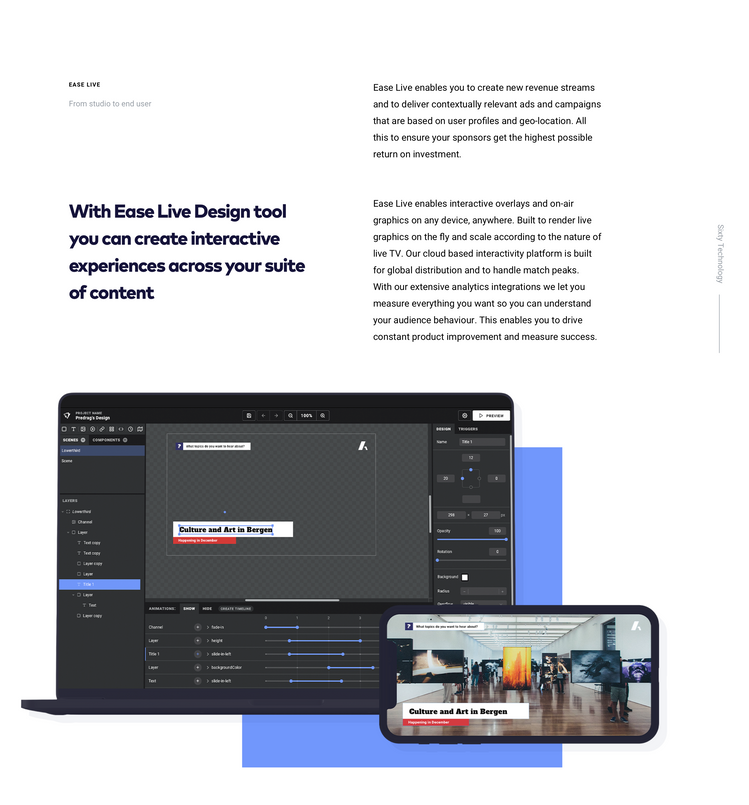 EASE LIVE
From studio to end user
Ease Live enables you to create new revenue streams
and to deliver contextually relevant ads and campaigns
that are based on user profiles and geo-location. All
this to ensure your sponsors get the highest possible
return on investment.
With Ease Live Design tool
you can create interactive
experiences across your suite
of content
Ease Live enables interactive overlays and on-air
graphics on any device, anywhere. Built to render live
graphics on the fly and scale according to the nature of
live TV. Our cloud based interactivity platform is built
for global distribution and to handle match peaks.
With our extensive analytics integrations we let you
measure everything you want so you can understand
your audience behaviour. This enables you to drive
constant product improvement and measure success.
Sixty Technology
PROJECT NAME
Predrag's Design
100%
PREVIEW
SCENES
COMPONENTS
Lowerthird
Scene
LAYERS
Lowerthird
Channel
Layer
Text copy
Text copy
Layer copy
Layer
Title 1
Layer
Text
Layer copy
? What topics do you want to hear about?
Culture and Art in Bergen
Happening in December
DESIGN TRIGGERS
Name Title 1
12
20 8
298 × 27 px
Opacity 100
Rotation 0
Background
Radius
ANIMATIONS: SHOW HIDE CREATE TIMELINE
0 1 2 3
Channel + > fade-in
Layer + > height
Title 1 > slide-in-left
Layer + > backgroundColor
Text + > slide-in-left
? What topics do you want to hear about?
Culture and Art in Bergen
Happening in December